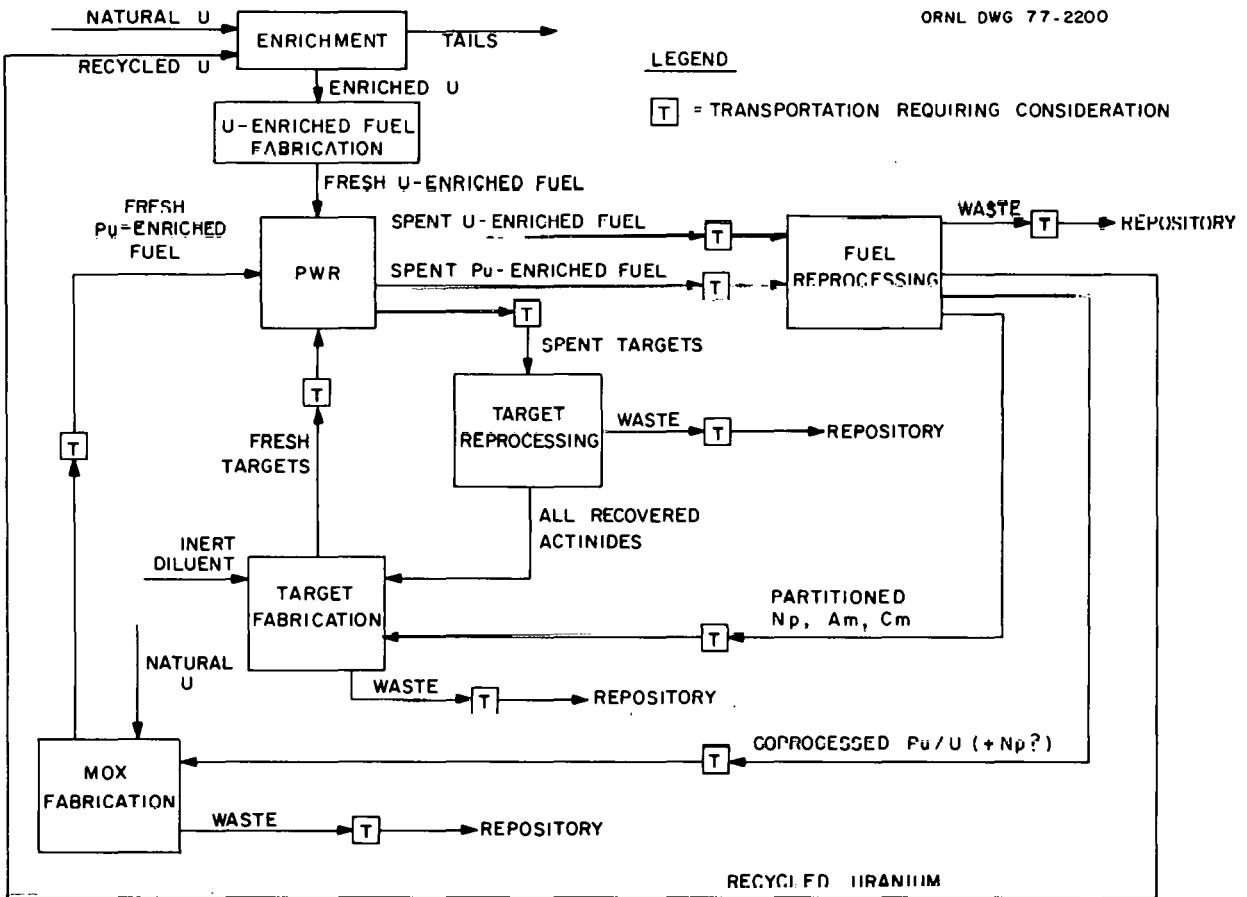 ORNL DWG 77-2200
NATURAL U
ENRICHMENT
TAILS
RECYCLED U
LEGEND
ENRICHED U
T = TRANSPORTATION REQUIRING CONSIDERATION
U-ENRICHED FUEL
FABRICATION
FRESH U-ENRICHED FUEL
FRESH
Pu-ENRICHED
FUEL
SPENT U-ENRICHED FUEL
T
WASTE
T
REPOSITORY
PWR
FUEL
REPROCESSING
SPENT Pu-ENRICHED FUEL
T
T
SPENT TARGETS
T
TARGET
REPROCESSING
WASTE
T
REPOSITORY
T
FRESH
TARGETS
ALL RECOVERED
ACTINIDES
INERT
DILUENT
TARGET
FABRICATION
PARTITIONED
Np, Am, Cm
T
NATURAL
U
WASTE
T
REPOSITORY
COPROCESSED Pu/U (+Np?)
T
MOX
FABRICATION
WASTE
T
REPOSITORY
RECYCLED URANIUM